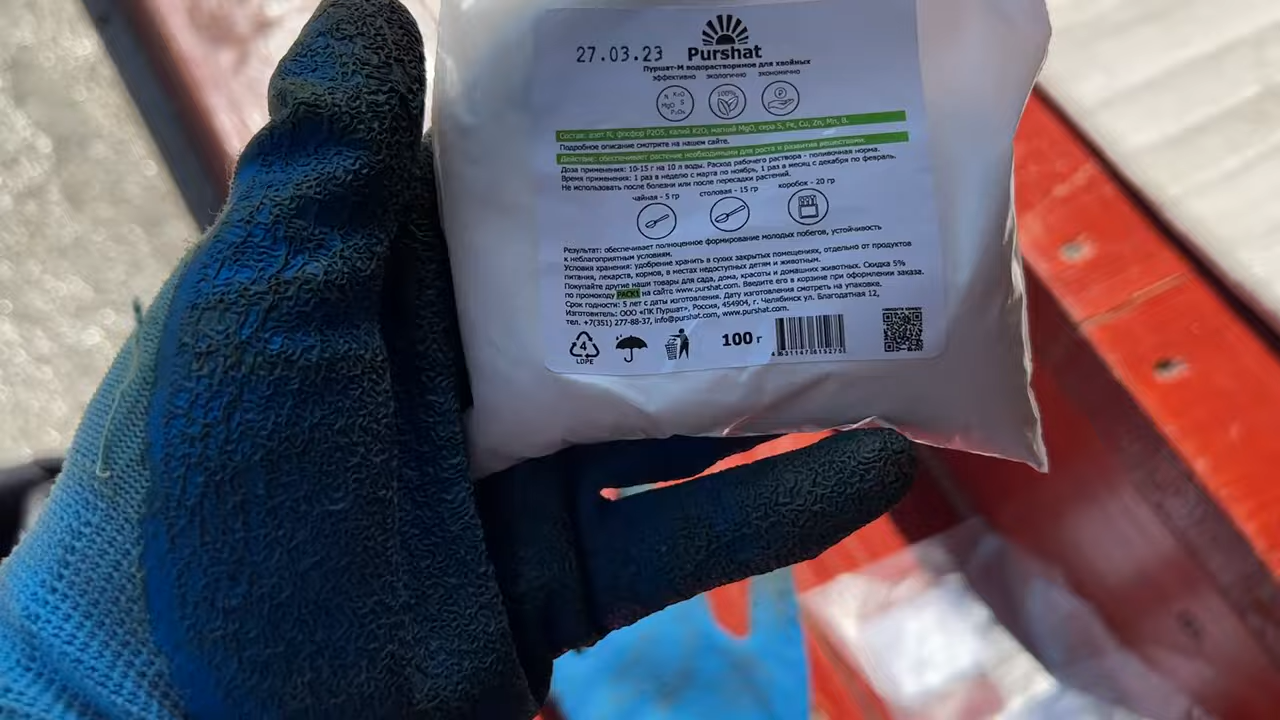 27.03.23
Purshat
Пуршат-М водорастворимое для хвойных
эффективно экологично экономично
N K₂O MgO S P₂O₅
100%
₽
Состав: азот N, фосфор P2O5, калий K2O, магний MgO, сера S, Fe, Cu, Zn, Mn, B.
Подробное описание смотрите на нашем сайте.
Действие: обеспечивает растение необходимыми для роста и развития веществами.
Доза применения: 10-15 г на 10 л воды. Расход рабочего раствора - поливочная норма.
Время применения: 1 раз в неделю с марта по ноябрь, 1 раз в месяц с декабря по февраль.
Не использовать после болезни или после пересадки растений.
чайная - 5 гр столовая - 15 гр коробок - 20 гр
Результат: обеспечивает полноценное формирование молодых побегов, устойчивость
к неблагоприятным условиям.
Условия хранения: удобрение хранить в сухих закрытых помещениях, отдельно от продуктов
питания, лекарств, кормов, в местах недоступных детям и животным.
Покупайте другие наши товары для сада, дома, красоты и домашних животных. Скидка 5%
по промокоду PACK1 на сайте www.purshat.com. Введите его в корзине при оформлении заказа.
Срок годности: 5 лет с даты изготовления. Дату изготовления смотреть на упаковке.
Изготовитель: ООО «ПК Пуршат», Россия, 454904, г. Челябинск ул. Благодатная 12,
тел. +7(351) 277-88-37, info@purshat.com, www.purshat.com.
4
LDPE
100 г